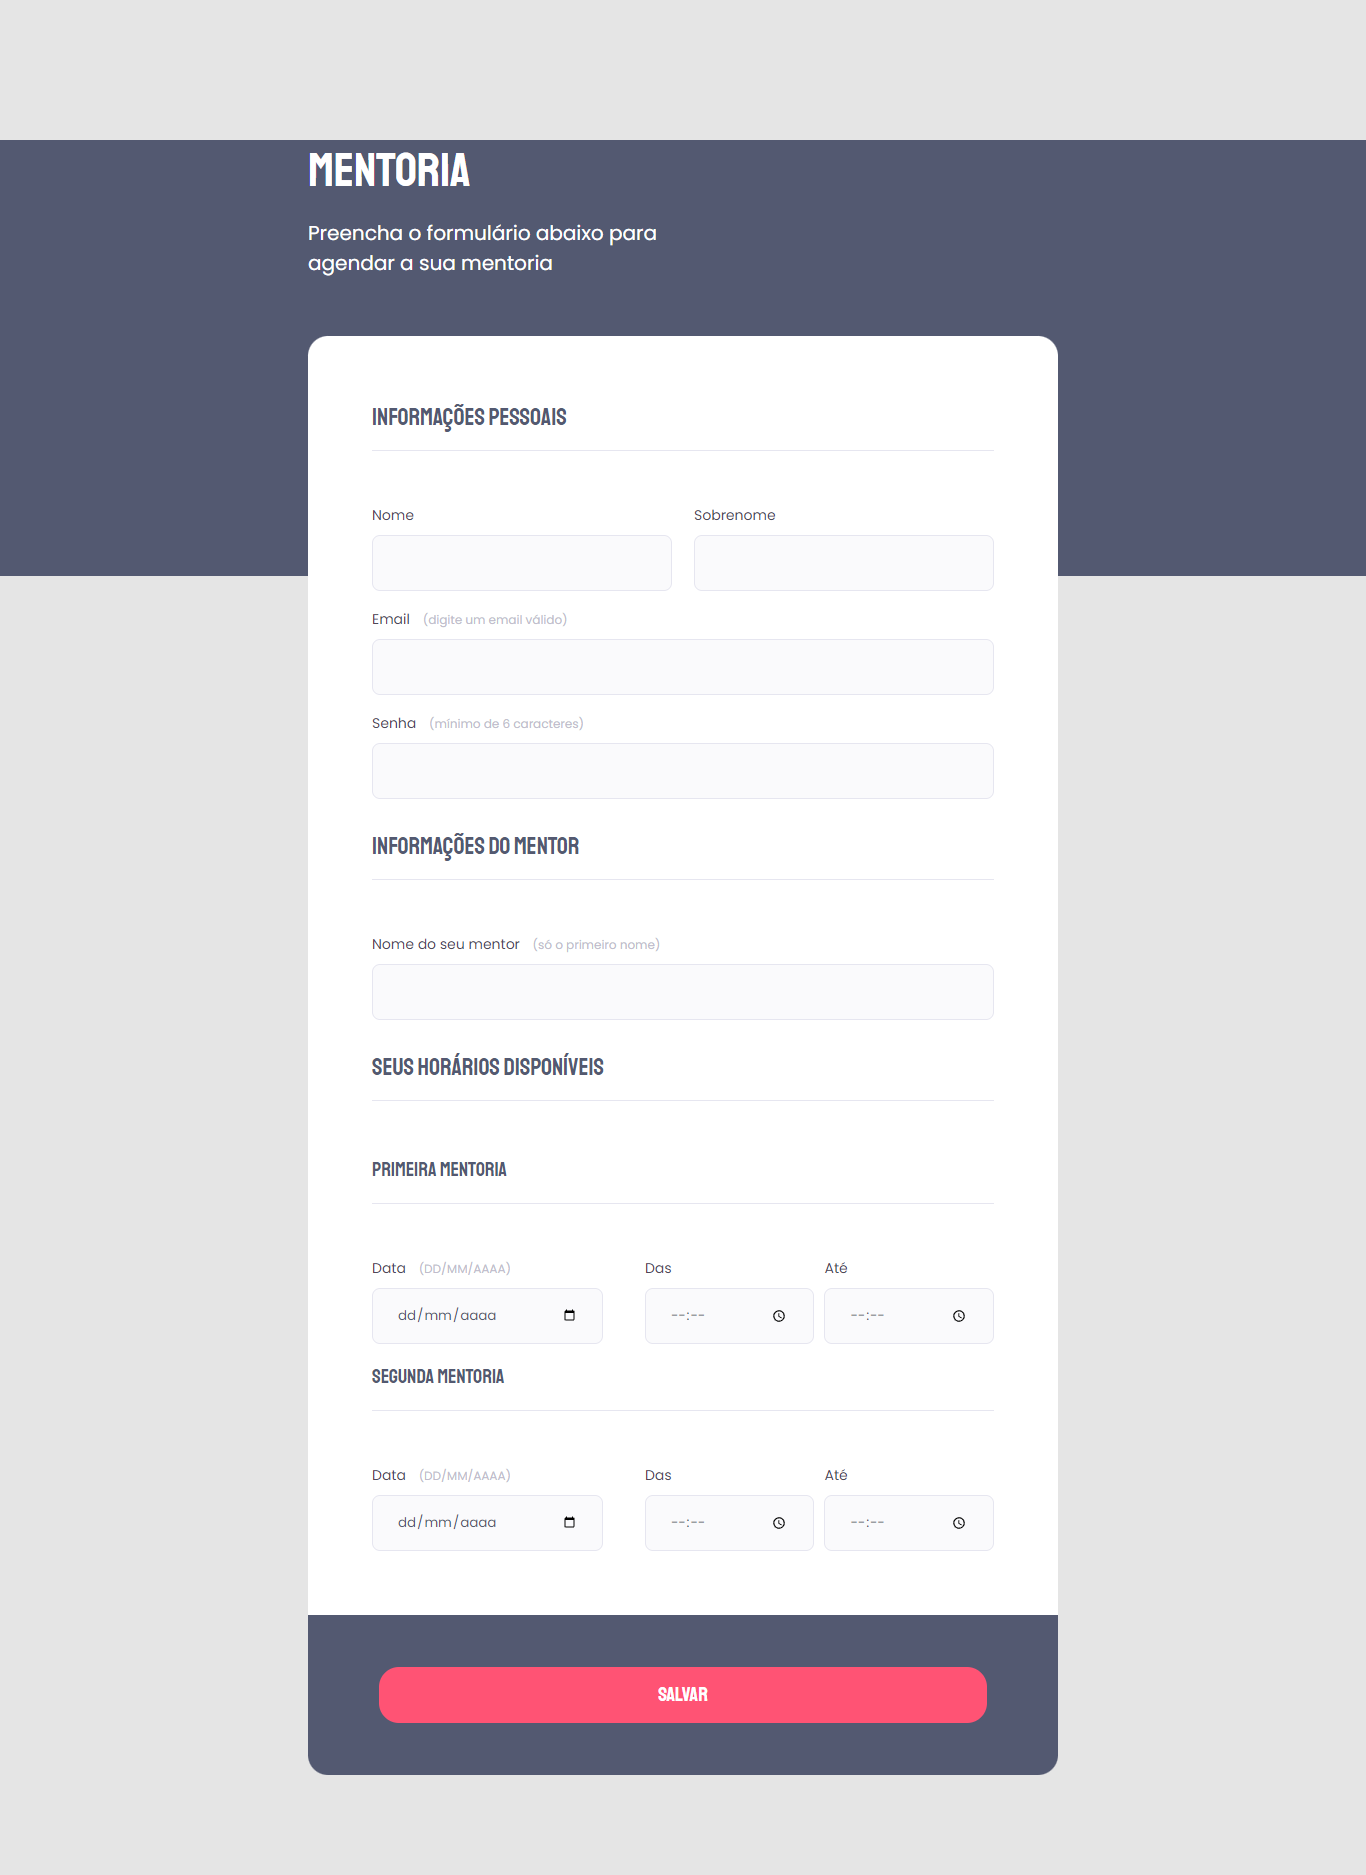 MENTORIA
Preencha o formulário abaixo para
agendar a sua mentoria
INFORMAÇÕES PESSOAIS
Nome Sobrenome
Email (digite um email válido)
Senha (mínimo de 6 caracteres)
INFORMAÇÕES DO MENTOR
Nome do seu mentor (só o primeiro nome)
SEUS HORÁRIOS DISPONÍVEIS
PRIMEIRA MENTORIA
Data (DD/MM/AAAA) Das Até
dd/mm/aaaa --:-- --:--
SEGUNDA MENTORIA
Data (DD/MM/AAAA) Das Até
dd/mm/aaaa --:-- --:--
SALVAR